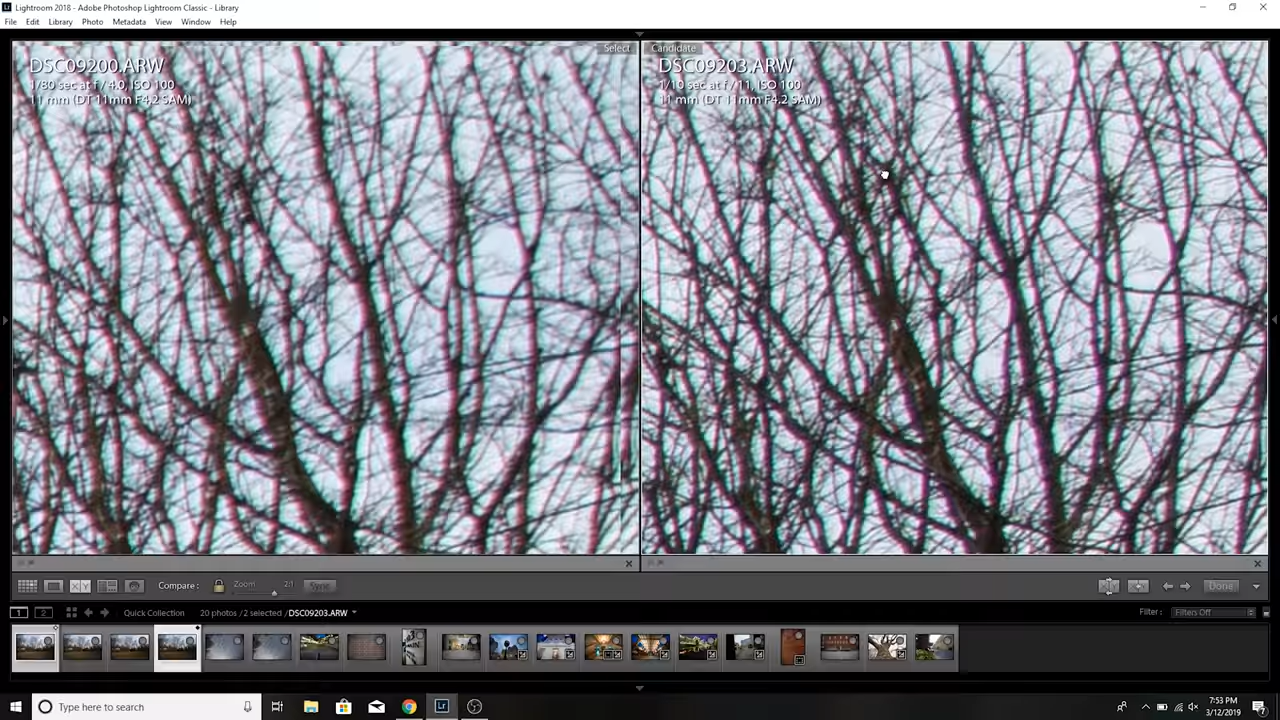 Lightroom 2018 - Adobe Photoshop Lightroom Classic - Library
File Edit Library Photo Metadata View Window Help
Select
DSC09200.ARW
1/80 sec at f / 4.0, ISO 100
11 mm (DT 11mm F4.2 SAM)
Candidate
DSC09203.ARW
1/10 sec at f / 11, ISO 100
11 mm (DT 11mm F4.2 SAM)
X Y Compare : Zoom 2:1 Sync X Y Done
1 2 Quick Collection 20 photos /2 selected /DSC09203.ARW Filter : Filters Off
Lr
Type here to search
7:53 PM
3/12/2019
7